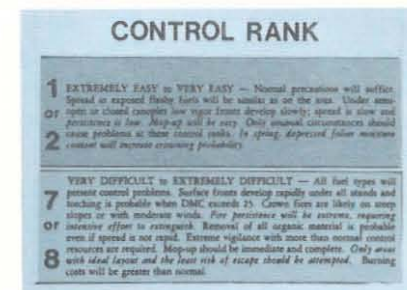 CONTROL RANK
1 or 2
EXTREMELY EASY to VERY EASY — Normal precautions will suffice.
Spread in exposed flashy fuels will be similar as on the area. Under semi-
open or closed canopies low vigor fronts develop slowly; spread is slow and
persistence is low. Mop-up will be easy. Only unusual circumstances should
cause problems at these control ranks. In spring, depressed foliar moisture
content will increase crowning probability.
7 or 8
VERY DIFFICULT to EXTREMELY DIFFICULT — All fuel types will
present control problems. Surface fronts develop rapidly under all stands and
torching is probable when DMC exceeds 25. Crown fires are likely on steep
slopes or with moderate winds. Fire persistence will be extreme, requiring
intensive effort to extinguish. Removal of all organic material is probable
even if spread is not rapid. Extreme vigilance with more than normal control
resources are required. Mop-up should be immediate and complete. Only areas
with ideal layout and the least risk of escape should be attempted. Burning
costs will be greater than normal.